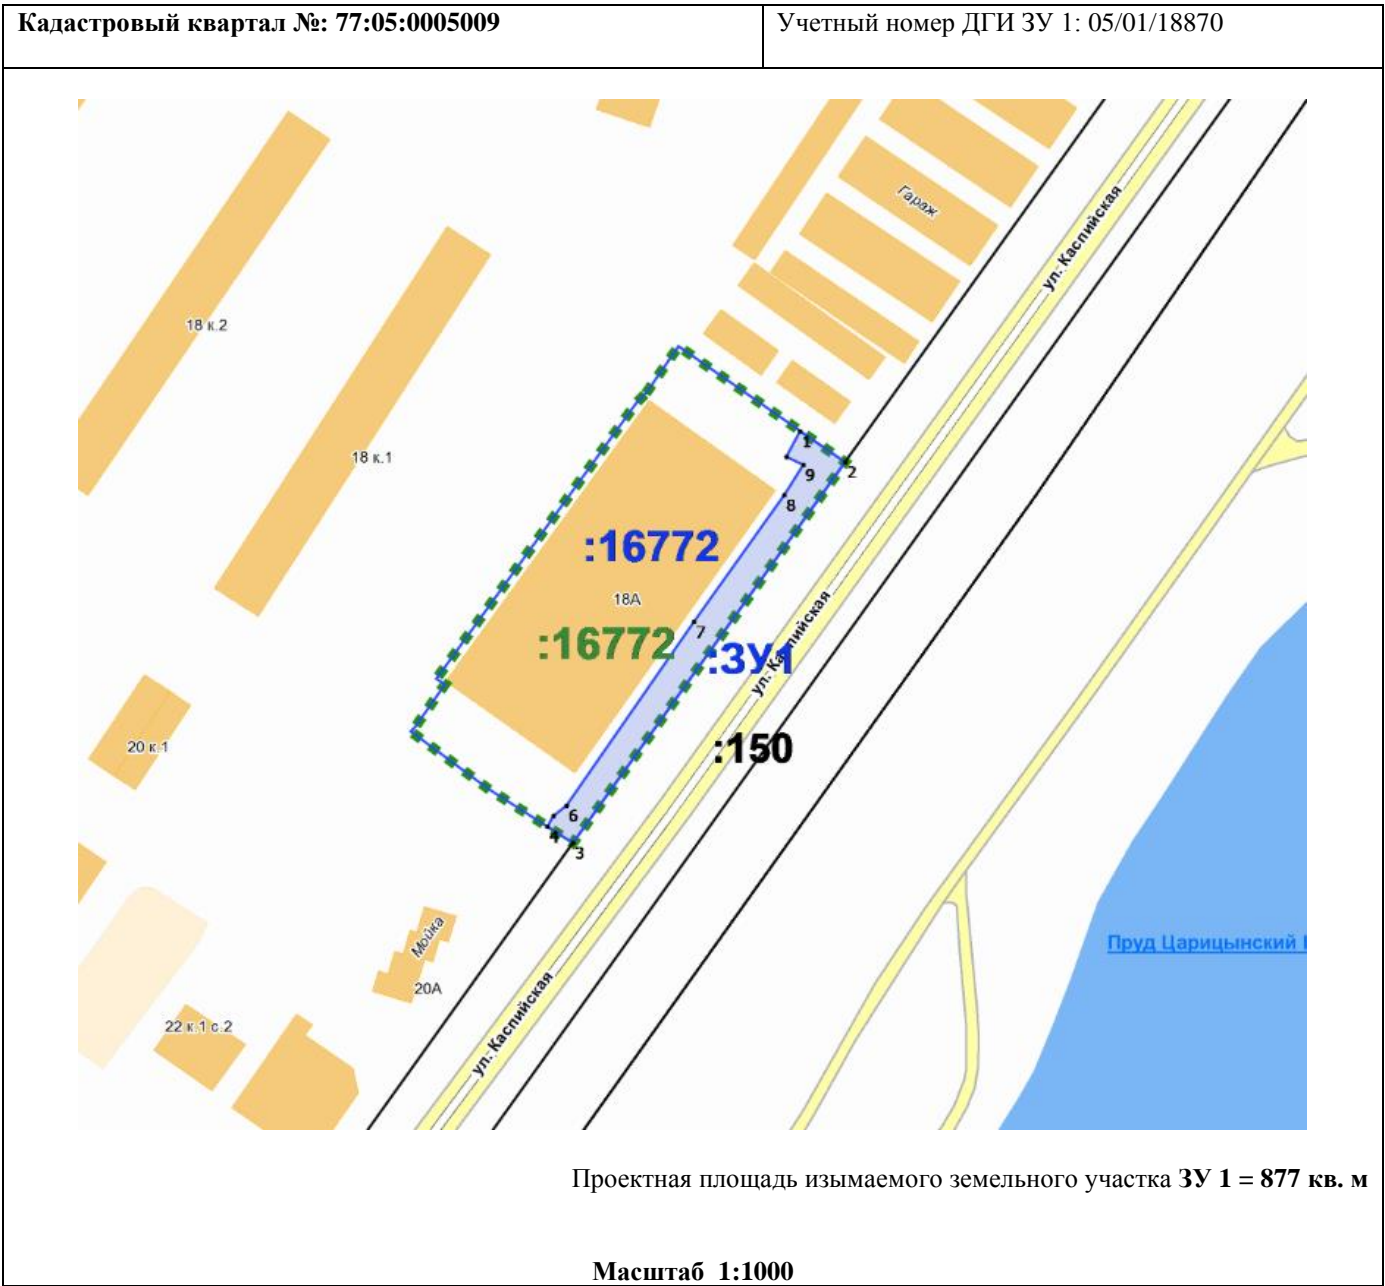 Кадастровый квартал №: 77:05:0005009
Учетный номер ДГИ ЗУ 1: 05/01/18870
Гараж
ул. Каспийская
18 к.2
18 к.1
1
2
9
8
:16772
18А
:16772
7
:ЗУ1
ул. Каспийская
:150
20 к.1
6
4
3
Мойка
20А
Пруд Царицынский
ул. Каспийская
22 к.1 с.2
Проектная площадь изымаемого земельного участка ЗУ 1 = 877 кв. м
Масштаб 1:1000